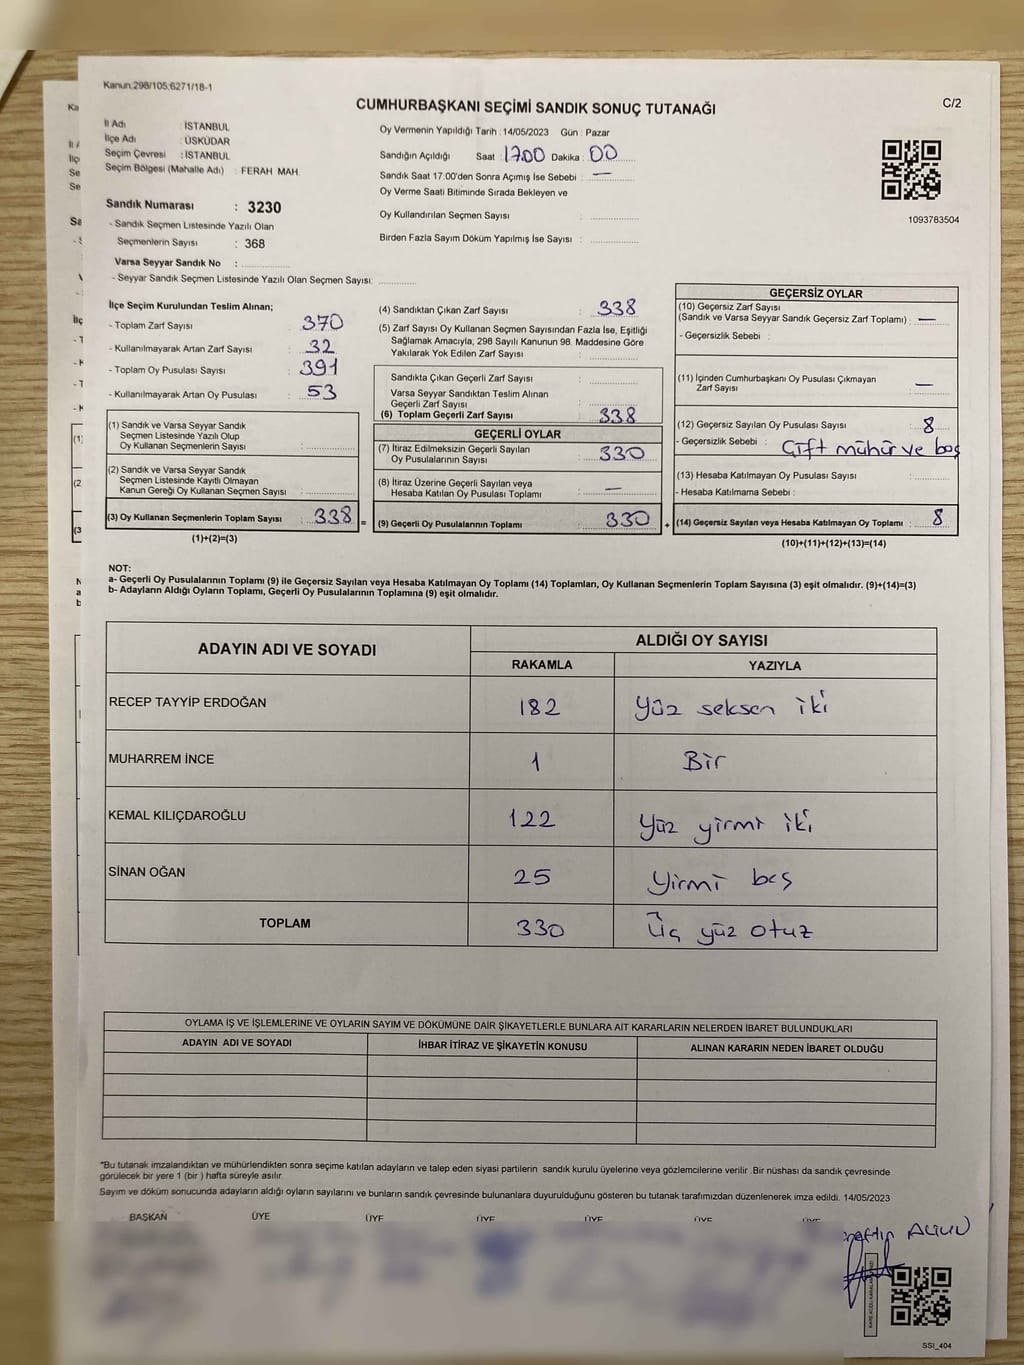 Kanun:298/105;6271/18-1
CUMHURBAŞKANI SEÇİMİ SANDIK SONUÇ TUTANAĞI
C/2
İl Adı : İSTANBUL
İlçe Adı : ÜSKÜDAR
Seçim Çevresi : İSTANBUL
Seçim Bölgesi (Mahalle Adı) : FERAH MAH.
Sandık Numarası : 3230
- Sandık Seçmen Listesinde Yazılı Olan
Seçmenlerin Sayısı : 368
Varsa Seyyar Sandık No :
- Seyyar Sandık Seçmen Listesinde Yazılı Olan Seçmen Sayısı:
Oy Vermenin Yapıldığı Tarih : 14/05/2023 Gün : Pazar
Sandığın Açıldığı Saat : 17.00 Dakika : 00
Sandık Saat 17.00'den Sonra Açımış İse Sebebi : —
Oy Verme Saati Bitiminde Sırada Bekleyen ve
Oy Kullandırılan Seçmen Sayısı :
Birden Fazla Sayım Döküm Yapılmış İse Sayısı :
1093783504
İlçe Seçim Kurulundan Teslim Alınan;
- Toplam Zarf Sayısı : 370
- Kullanılmayarak Artan Zarf Sayısı : 32
- Toplam Oy Pusulası Sayısı : 391
- Kullanılmayarak Artan Oy Pusulası : 53
(1) Sandık ve Varsa Seyyar Sandık
Seçmen Listesinde Yazılı Olup
Oy Kullanan Seçmenlerin Sayısı :
(2) Sandık ve Varsa Seyyar Sandık
Seçmen Listesinde Kayıtlı Olmayan
Kanun Gereği Oy Kullanan Seçmen Sayısı :
(3) Oy Kullanan Seçmenlerin Toplam Sayısı : 338 =
(1)+(2)=(3)
(4) Sandıktan Çıkan Zarf Sayısı : 338
(5) Zarf Sayısı Oy Kullanan Seçmen Sayısından Fazla İse, Eşitliği
Sağlamak Amacıyla, 298 Sayılı Kanunun 98. Maddesine Göre
Yakılarak Yok Edilen Zarf Sayısı :
Sandıkta Çıkan Geçerli Zarf Sayısı :
Varsa Seyyar Sandıktan Teslim Alınan
Geçerli Zarf Sayısı :
(6) Toplam Geçerli Zarf Sayısı : 338
GEÇERLİ OYLAR
(7) İtiraz Edilmeksizin Geçerli Sayılan
Oy Pusulalarının Sayısı : 330
(8) İtiraz Üzerine Geçerli Sayılan veya
Hesaba Katılan Oy Pusulası Toplamı : —
(9) Geçerli Oy Pusulalarının Toplamı : 330 +
GEÇERSİZ OYLAR
(10) Geçersiz Zarf Sayısı
(Sandık ve Varsa Seyyar Sandık Geçersiz Zarf Toplamı) : —
- Geçersizlik Sebebi :
(11) İçinden Cumhurbaşkanı Oy Pusulası Çıkmayan
Zarf Sayısı : —
(12) Geçersiz Sayılan Oy Pusulası Sayısı : 8
- Geçersizlik Sebebi : Çift mühür ve boş
(13) Hesaba Katılmayan Oy Pusulası Sayısı :
- Hesaba Katılmama Sebebi :
(14) Geçersiz Sayılan veya Hesaba Katılmayan Oy Toplamı : 8
(10)+(11)+(12)+(13)=(14)
NOT:
a- Geçerli Oy Pusulalarının Toplamı (9) ile Geçersiz Sayılan veya Hesaba Katılmayan Oy Toplamı (14) Toplamları, Oy Kullanan Seçmenlerin Toplam Sayısına (3) eşit olmalıdır. (9)+(14)=(3)
b- Adayların Aldığı Oyların Toplamı, Geçerli Oy Pusulalarının Toplamına (9) eşit olmalıdır.
ADAYIN ADI VE SOYADI
ALDIĞI OY SAYISI
RAKAMLA YAZIYLA
RECEP TAYYİP ERDOĞAN 182 Yüz seksen iki
MUHARREM İNCE 1 Bir
KEMAL KILIÇDAROĞLU 122 Yüz yirmi iki
SİNAN OĞAN 25 Yirmi beş
TOPLAM 330 Üç yüz otuz
OYLAMA İŞ VE İŞLEMLERİNE VE OYLARIN SAYIM VE DÖKÜMÜNE DAİR ŞİKAYETLERLE BUNLARA AİT KARARLARIN NELERDEN İBARET BULUNDUKLARI
ADAYIN ADI VE SOYADI İHBAR İTİRAZ VE ŞİKAYETİN KONUSU ALINAN KARARIN NEDEN İBARET OLDUĞU
*Bu tutanak imzalandıktan ve mühürlendikten sonra seçime katılan adayların ve talep eden siyasi partilerin sandık kurulu üyelerine veya gözlemcilerine verilir .Bir nüshası da sandık çevresinde
görülecek bir yere 1 (bir ) hafta süreyle asılır.
Sayım ve döküm sonucunda adayların aldığı oyların sayılarını ve bunların sandık çevresinde bulunanlara duyurulduğunu gösteren bu tutanak tarafımızdan düzenlenerek imza edildi. 14/05/2023
BAŞKAN ÜYE ÜYE ÜYE ÜYE ÜYE ÜYE
SSI_404